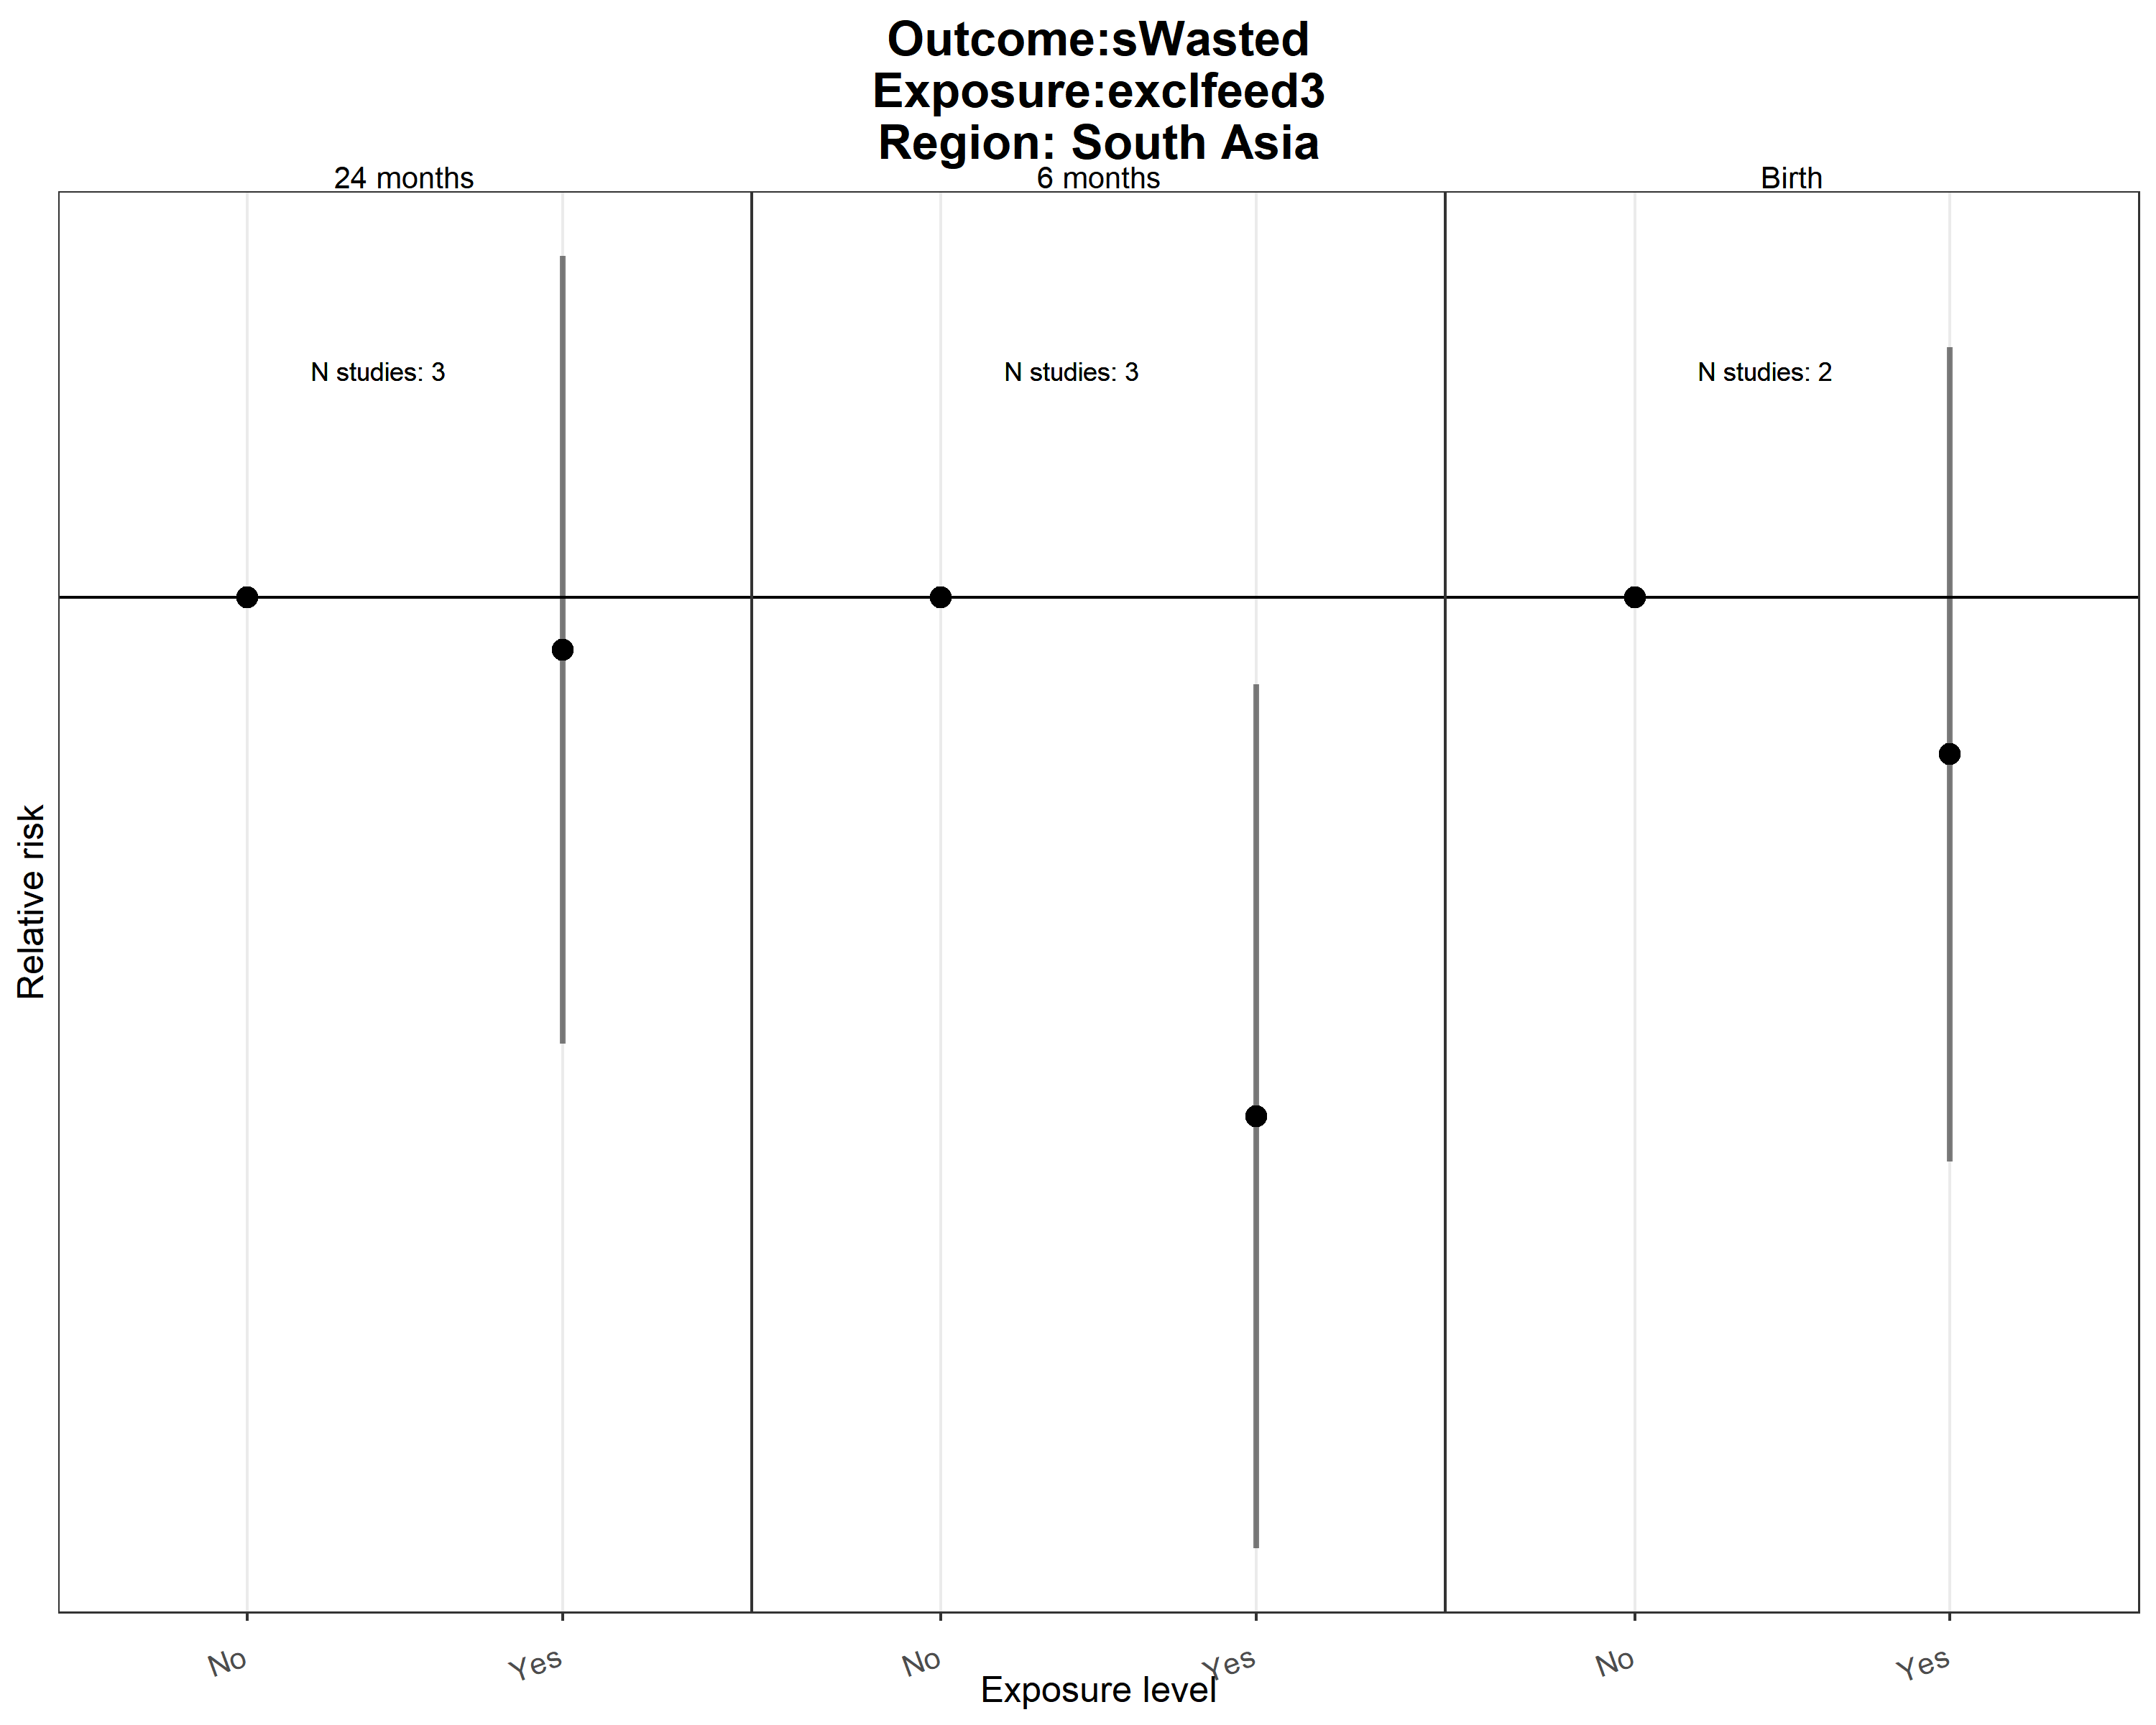 Outcome:sWasted
Exposure:exclfeed3
Region: South Asia
24 months
6 months
Birth
N studies: 3
N studies: 3
N studies: 2
Relative risk
No
Yes
No
Yes
No
Yes
Exposure level